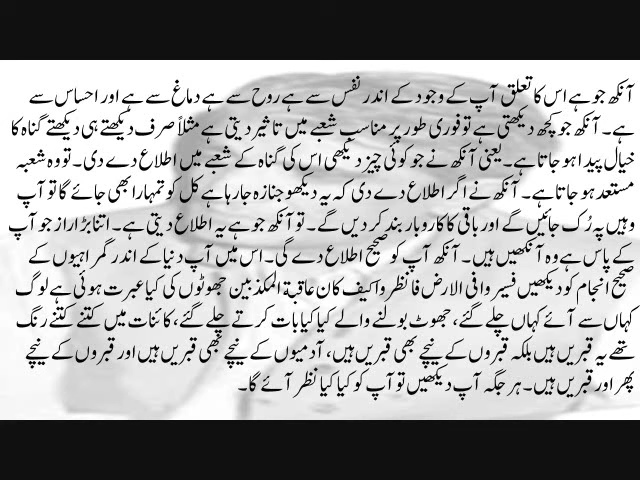 آنکھ جو ہے اس کا تعلق آپ کے وجود کے اندر نفس سے ہے روح سے ہے دماغ سے ہے اور احساس سے
ہے۔ آنکھ جو کچھ دیکھتی ہے تو فوری طور پر مناسب شعبے میں تاثیر دیتی ہے مثلاً صرف دیکھتے ہی دیکھتے گناہ کا
خیال پیدا ہو جاتا ہے۔ یعنی آنکھ نے جو کوئی چیز دیکھی اس کی گناہ کے شعبے میں اطلاع دے دی۔ تو وہ شعبہ
مستعد ہو جاتا ہے۔ آنکھ نے اگر اطلاع دے دی کہ یہ دیکھو جنازہ جا رہا ہے کل کو تمہارا بھی جائے گا تو آپ
وہیں پہ رُک جائیں گے اور باقی کا کاروبار بند کر دیں گے۔ تو آنکھ جو ہے یہ اطلاع دیتی ہے۔ اتنا بڑا راز جو آپ
کے پاس ہے وہ آنکھیں ہیں۔ آنکھ آپ کو صحیح اطلاع دے گی۔ اس میں آپ دنیا کے اندر گمراہیوں کے
صحیح انجام کو دیکھیں فسیروا فی الارض فانظروا کیف کان عاقبۃ المکذبین جھوٹوں کی کیا عبرت ہوئی ہے لوگ
کہاں سے آئے کہاں چلے گئے، جھوٹ بولنے والے کیا کیا بات کرتے چلے گئے، کائنات میں کتنے کتنے رنگ
تھے یہ قبریں ہیں بلکہ قبروں کے نیچے بھی قبریں ہیں، آدمیوں کے نیچے بھی قبریں ہیں اور قبروں کے نیچے
پھر اور قبریں ہیں۔ ہر جگہ آپ دیکھیں تو آپ کو کیا کیا نظر آئے گا۔